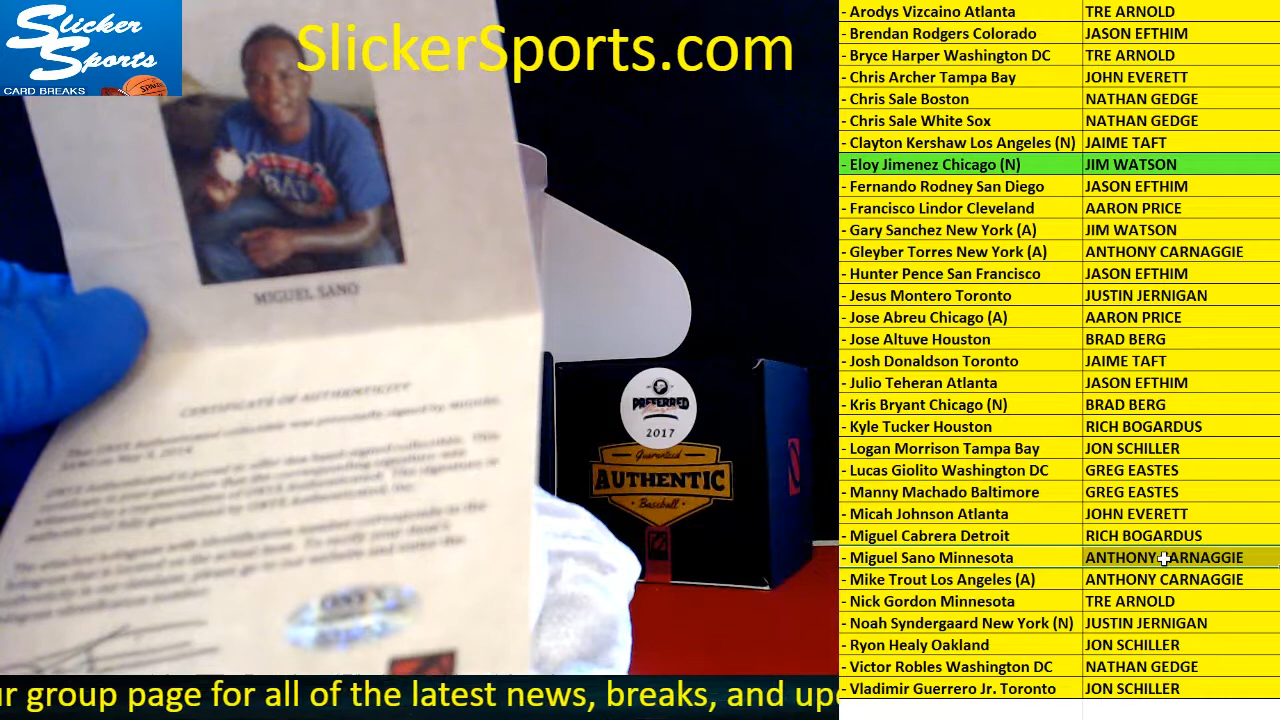 Slicker
Sports
CARD BREAKS
SlickerSports.com
MIGUEL SANO
CERTIFICATE OF AUTHENTICITY
PREFERRED
2017
Guaranteed
AUTHENTIC
Baseball
ONYX
ur group page for all of the latest news, breaks, and up
- Arodys Vizcaino Atlanta TRE ARNOLD
- Brendan Rodgers Colorado JASON EFTHIM
- Bryce Harper Washington DC TRE ARNOLD
- Chris Archer Tampa Bay JOHN EVERETT
- Chris Sale Boston NATHAN GEDGE
- Chris Sale White Sox NATHAN GEDGE
- Clayton Kershaw Los Angeles (N) JAIME TAFT
- Eloy Jimenez Chicago (N) JIM WATSON
- Fernando Rodney San Diego JASON EFTHIM
- Francisco Lindor Cleveland AARON PRICE
- Gary Sanchez New York (A) JIM WATSON
- Gleyber Torres New York (A) ANTHONY CARNAGGIE
- Hunter Pence San Francisco JASON EFTHIM
- Jesus Montero Toronto JUSTIN JERNIGAN
- Jose Abreu Chicago (A) AARON PRICE
- Jose Altuve Houston BRAD BERG
- Josh Donaldson Toronto JAIME TAFT
- Julio Teheran Atlanta JASON EFTHIM
- Kris Bryant Chicago (N) BRAD BERG
- Kyle Tucker Houston RICH BOGARDUS
- Logan Morrison Tampa Bay JON SCHILLER
- Lucas Giolito Washington DC GREG EASTES
- Manny Machado Baltimore GREG EASTES
- Micah Johnson Atlanta JOHN EVERETT
- Miguel Cabrera Detroit RICH BOGARDUS
- Miguel Sano Minnesota ANTHONY CARNAGGIE
- Mike Trout Los Angeles (A) ANTHONY CARNAGGIE
- Nick Gordon Minnesota TRE ARNOLD
- Noah Syndergaard New York (N) JUSTIN JERNIGAN
- Ryon Healy Oakland JON SCHILLER
- Victor Robles Washington DC NATHAN GEDGE
- Vladimir Guerrero Jr. Toronto JON SCHILLER